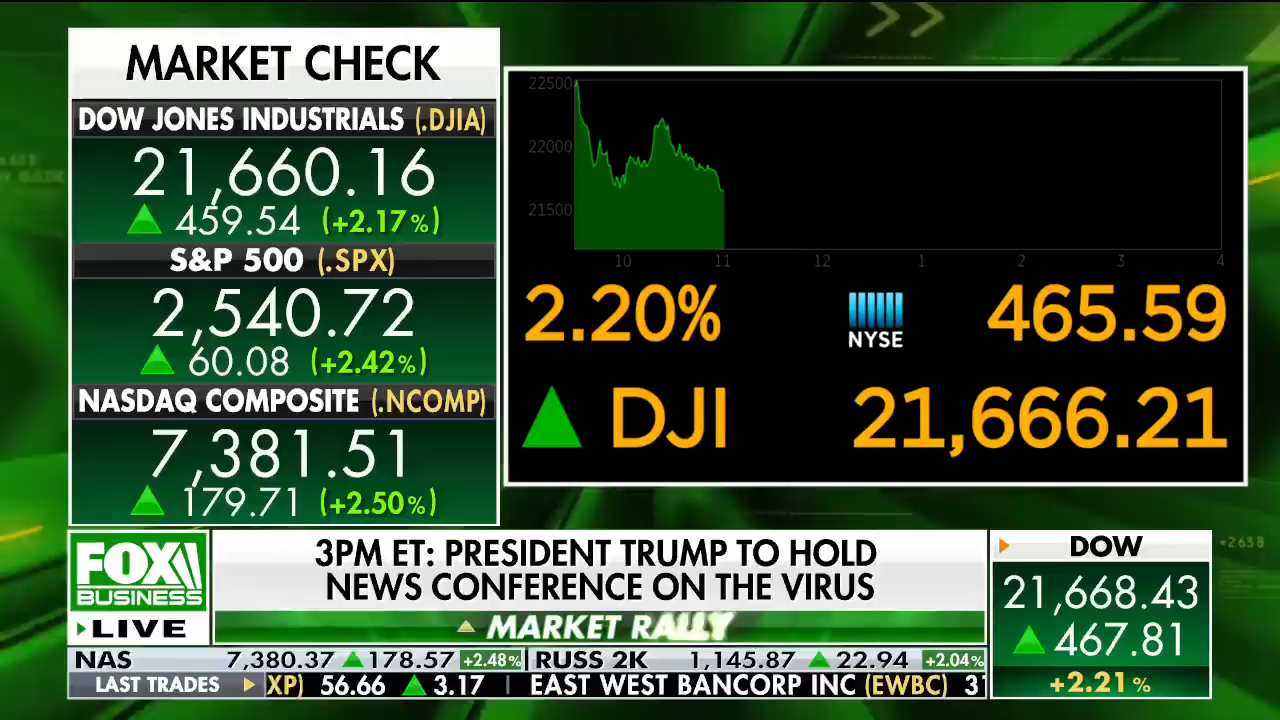 MARKET CHECK
DOW JONES INDUSTRIALS (.DJIA)
21,660.16
459.54 (+2.17%)
S&P 500 (.SPX)
2,540.72
60.08 (+2.42%)
NASDAQ COMPOSITE (.NCOMP)
7,381.51
179.71 (+2.50%)
22500
22000
21500
10 11 12 1 2 3 4
2.20% NYSE 465.59
DJI 21,666.21
FOX BUSINESS
LIVE
3PM ET: PRESIDENT TRUMP TO HOLD
NEWS CONFERENCE ON THE VIRUS
MARKET RALLY
DOW
21,668.43
467.81
+2.21%
NAS 7,380.37 178.57 +2.48% RUSS 2K 1,145.87 22.94 +2.04%
LAST TRADES XP) 56.66 3.17 EAST WEST BANCORP INC (EWBC)